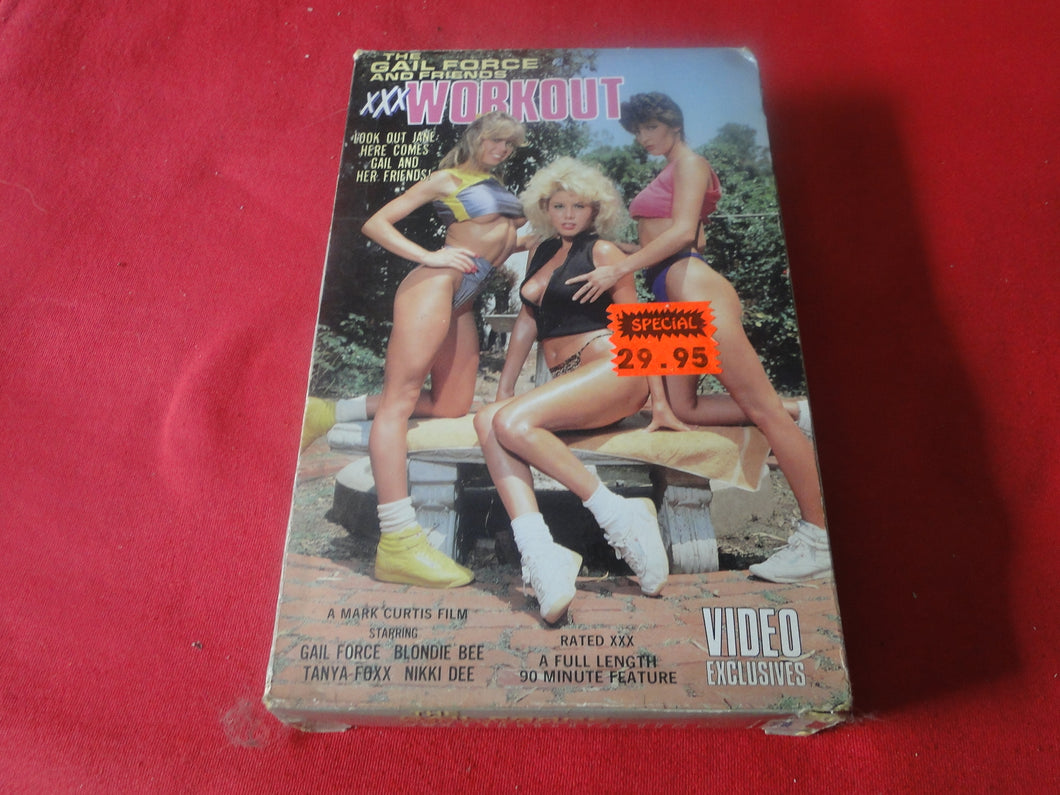 THE
GAIL FORCE
AND FRIENDS
XXX WORKOUT
LOOK OUT JANE
HERE COMES
GAIL AND
HER FRIENDS!
SPECIAL
29.95
A MARK CURTIS FILM
STARRING
GAIL FORCE BLONDIE BEE
TANYA FOXX NIKKI DEE
RATED XXX
A FULL LENGTH
90 MINUTE FEATURE
VIDEO
EXCLUSIVES